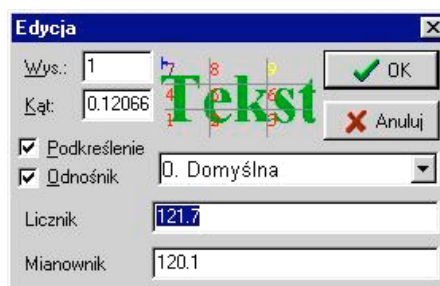 Edycja
Wys.: 1
Kąt: 0.12066
7 8 9
4 5 6
1 2 3
Tekst
OK
Anuluj
Podkreślenie
Odnośnik
0. Domyślna
Licznik 121.7
Mianownik 120.1